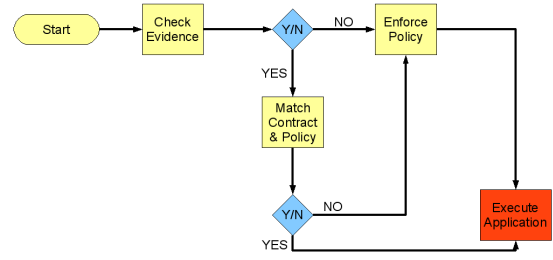 Start
Check
Evidence
Y/N
NO
Enforce
Policy
YES
Match
Contract
& Policy
Y/N
NO
Execute
Application
YES